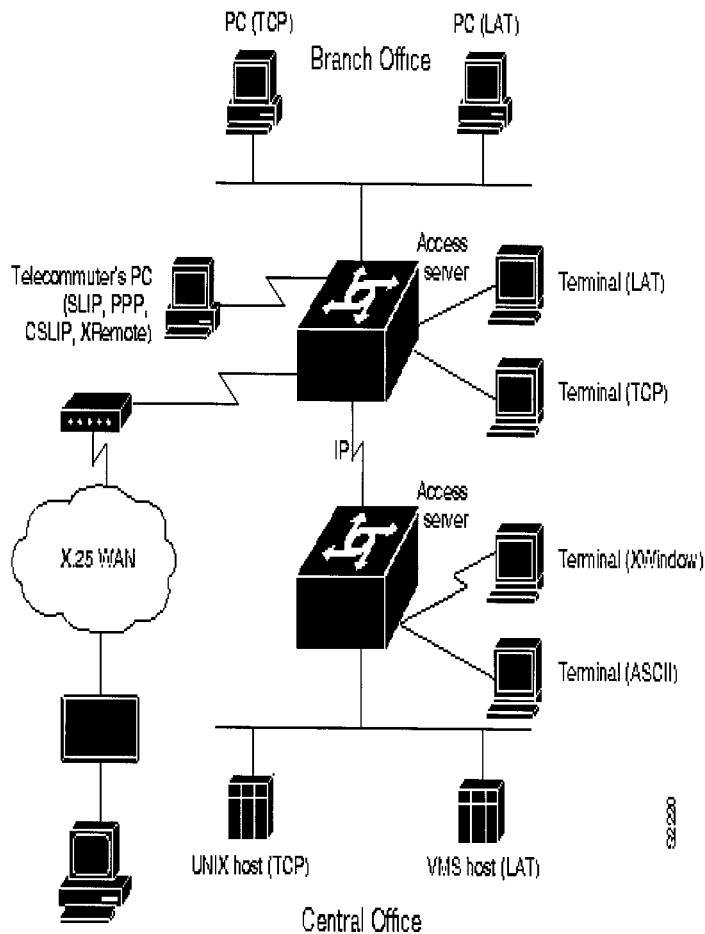 PC (TCP)
PC (LAT)
Branch Office
Access
server
Telecommuter's PC
(SLIP, PPP,
CSLIP, XRemote)
Terminal (LAT)
Terminal (TCP)
IP
Access
server
X.25 WAN
Terminal (XWindow)
Terminal (ASCII)
UNIX host (TCP)
VMS host (LAT)
S2220
Central Office